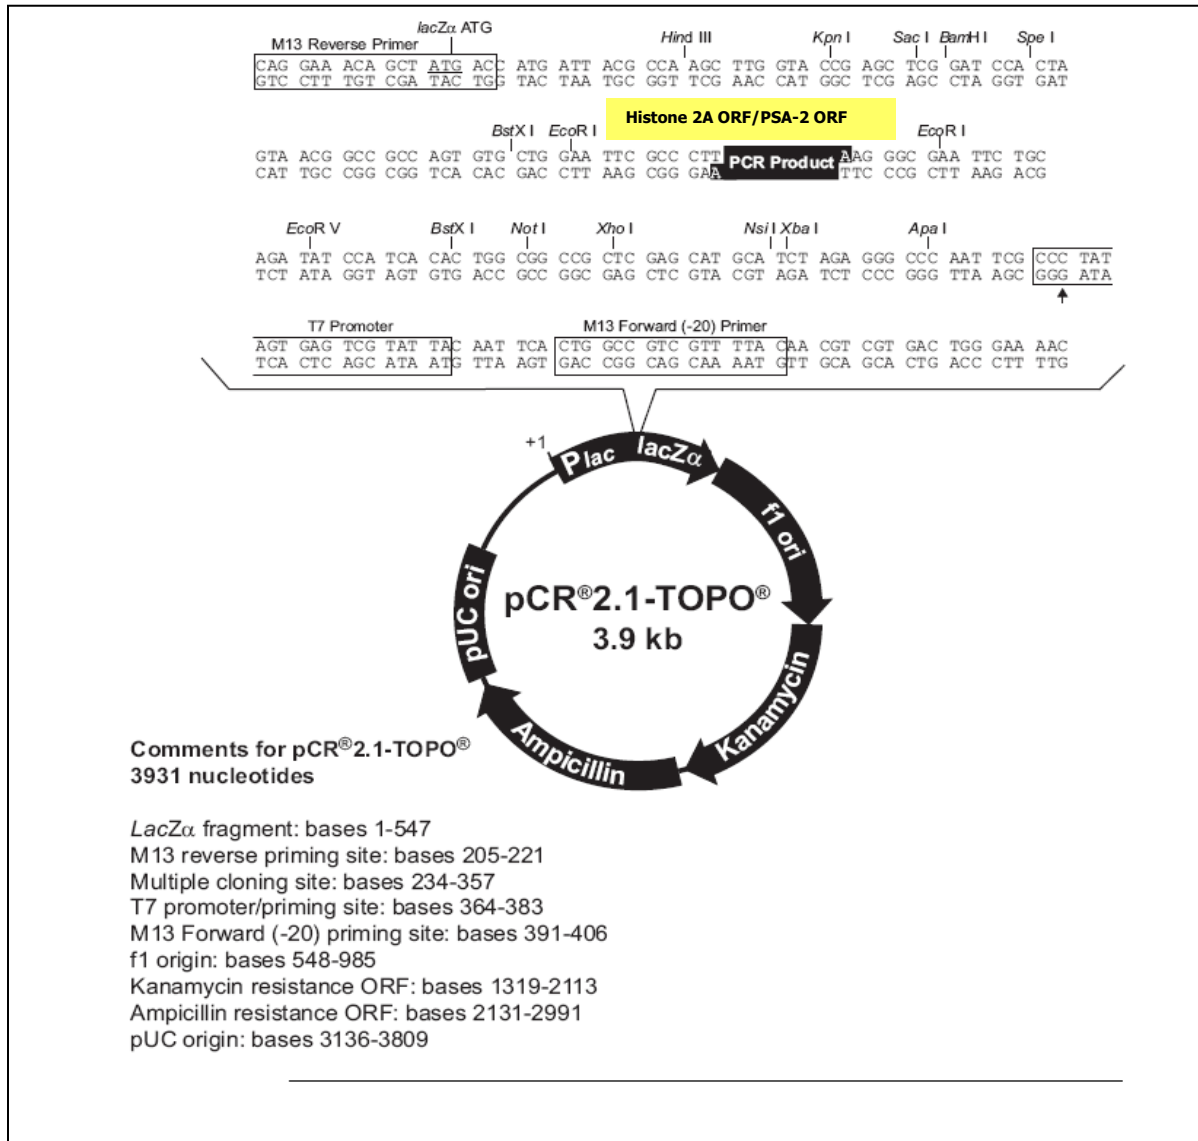 lacZα ATG
M13 Reverse Primer Hind III Kpn I Sac I BamH I Spe I
CAG GAA ACA GCT ATG ACC ATG ATT ACG CCA AGC TTG GTA CCG AGC TCG GAT CCA CTA
GTC CTT TGT CGA TAC TGG TAC TAA TGC GGT TCG AAC CAT GGC TCG AGC CTA GGT GAT
Histone 2A ORF/PSA-2 ORF
BstX I EcoR I EcoR I
GTA ACG GCC GCC AGT GTG CTG GAA TTC GCC CTT PCR Product AAG GGC GAA TTC TGC
CAT TGC CGG CGG TCA CAC GAC CTT AAG CGG GAA TTC CCG CTT AAG ACG
EcoR V BstX I Not I Xho I Nsi I Xba I Apa I
AGA TAT CCA TCA CAC TGG CGG CCG CTC GAG CAT GCA TCT AGA GGG CCC AAT TCG CCC TAT
TCT ATA GGT AGT GTG ACC GCC GGC GAG CTC GTA CGT AGA TCT CCC GGG TTA AGC GGG ATA
T7 Promoter M13 Forward (-20) Primer
AGT GAG TCG TAT TAC AAT TCA CTG GCC GTC GTT TTA CAA CGT CGT GAC TGG GAA AAC
TCA CTC AGC ATA ATG TTA AGT GAC CGG CAG CAA AAT GTT GCA GCA CTG ACC CTT TTG
+1
Plac lacZα
f1 ori
pUC ori
pCR®2.1-TOPO®
3.9 kb
Kanamycin
Ampicillin
Comments for pCR®2.1-TOPO®
3931 nucleotides
LacZα fragment: bases 1-547
M13 reverse priming site: bases 205-221
Multiple cloning site: bases 234-357
T7 promoter/priming site: bases 364-383
M13 Forward (-20) priming site: bases 391-406
f1 origin: bases 548-985
Kanamycin resistance ORF: bases 1319-2113
Ampicillin resistance ORF: bases 2131-2991
pUC origin: bases 3136-3809